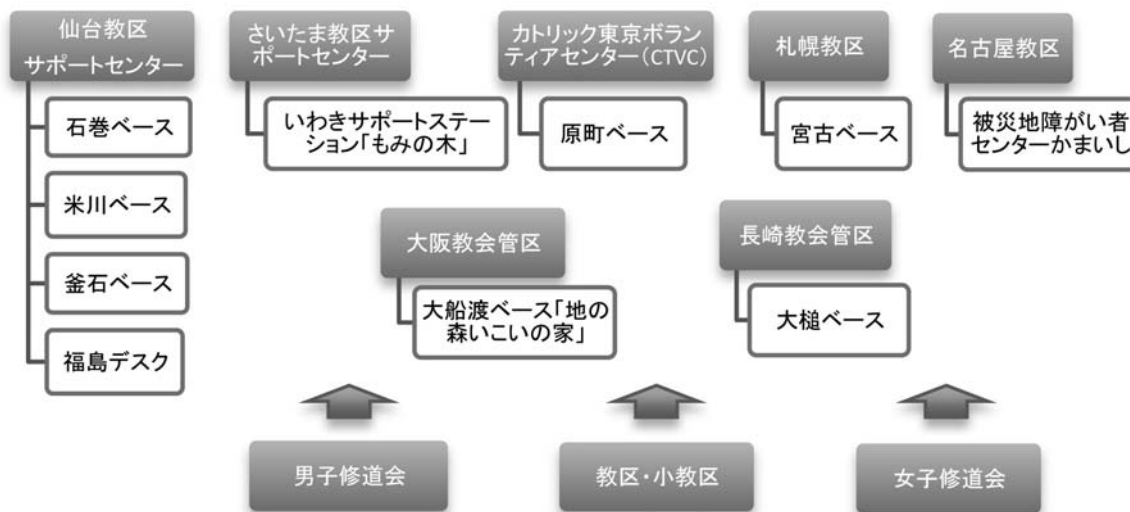 仙台教区
サポートセンター
石巻ベース
米川ベース
釜石ベース
福島デスク
さいたま教区サ
ポートセンター
いわきサポートステー
ション「もみの木」
カトリック東京ボラン
ティアセンター(CTVC)
原町ベース
札幌教区
宮古ベース
名古屋教区
被災地障がい者
センターかまいし
大阪教会管区
大船渡ベース「地の
森いこいの家」
長崎教会管区
大槌ベース
男子修道会
教区・小教区
女子修道会